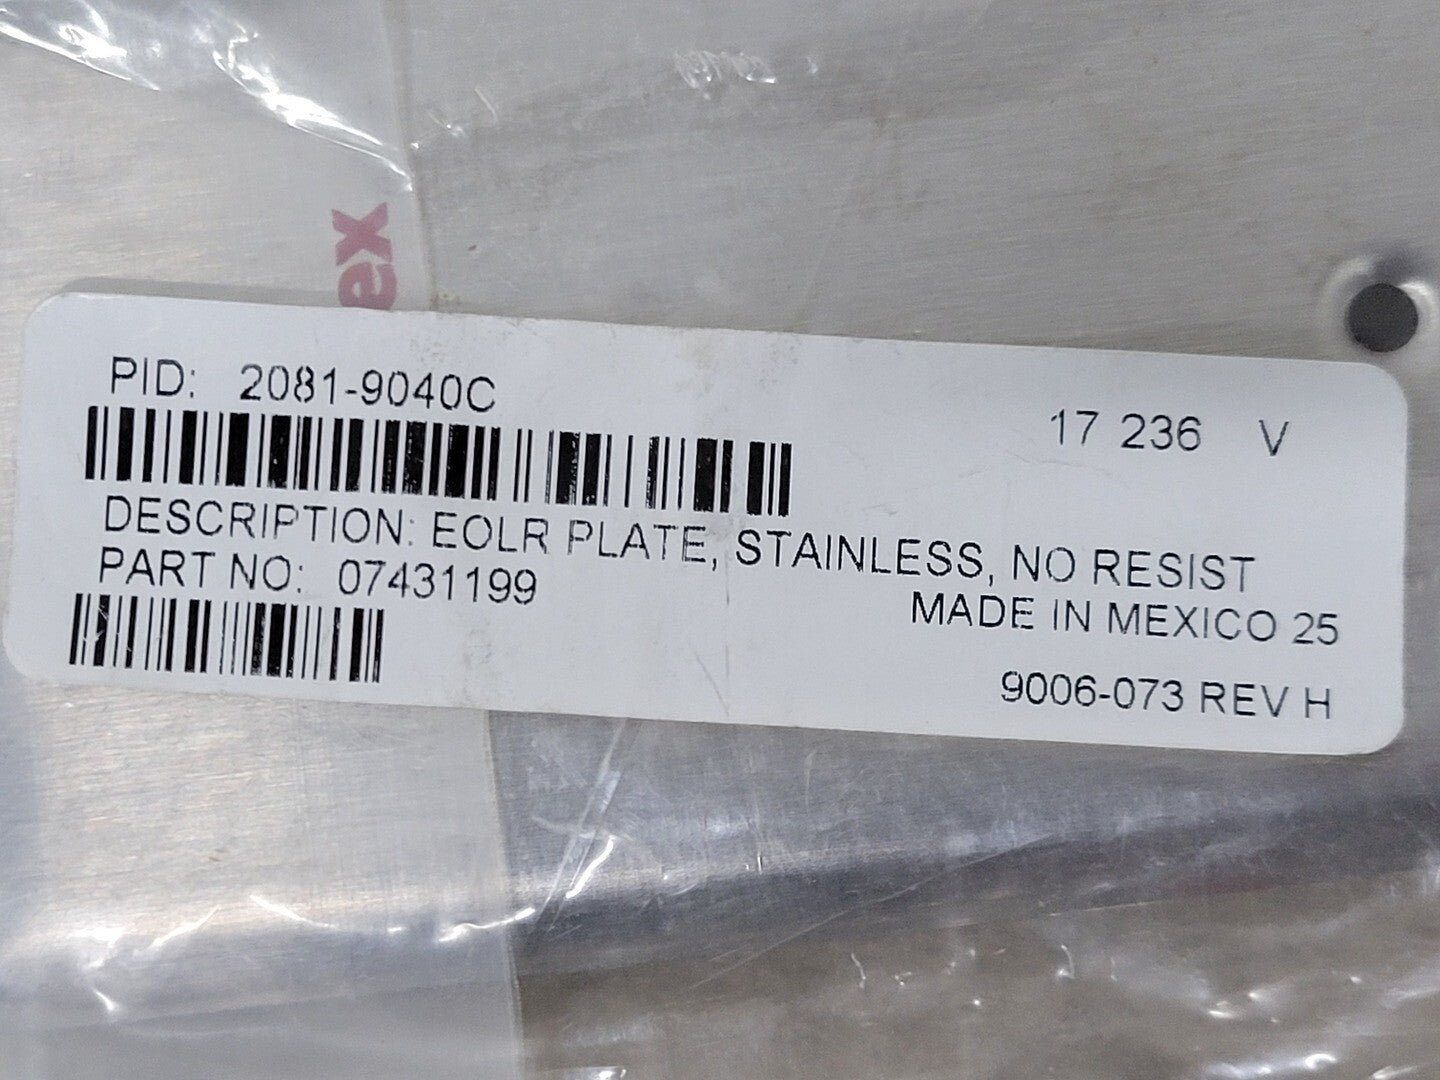 ex
PID: 2081-9040C
17 236 V
DESCRIPTION: EOLR PLATE, STAINLESS, NO RESIST
PART NO: 07431199
MADE IN MEXICO 25
9006-073 REV H